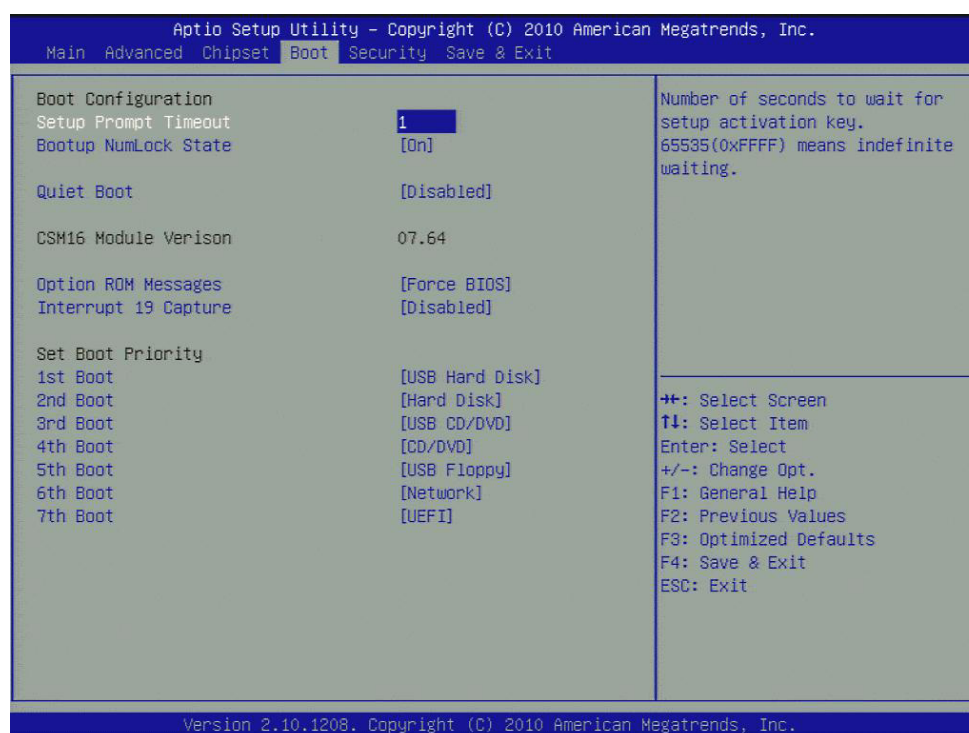 Aptio Setup Utility – Copyright (C) 2010 American Megatrends, Inc.
Main Advanced Chipset Boot Security Save & Exit
Boot Configuration
Setup Prompt Timeout 1
Bootup NumLock State [On]
Quiet Boot [Disabled]
CSM16 Module Verison 07.64
Option ROM Messages [Force BIOS]
Interrupt 19 Capture [Disabled]
Set Boot Priority
1st Boot [USB Hard Disk]
2nd Boot [Hard Disk]
3rd Boot [USB CD/DVD]
4th Boot [CD/DVD]
5th Boot [USB Floppy]
6th Boot [Network]
7th Boot [UEFI]
Number of seconds to wait for
setup activation key.
65535(0xFFFF) means indefinite
waiting.
→←: Select Screen
↑↓: Select Item
Enter: Select
+/-: Change Opt.
F1: General Help
F2: Previous Values
F3: Optimized Defaults
F4: Save & Exit
ESC: Exit
Version 2.10.1208. Copyright (C) 2010 American Megatrends, Inc.